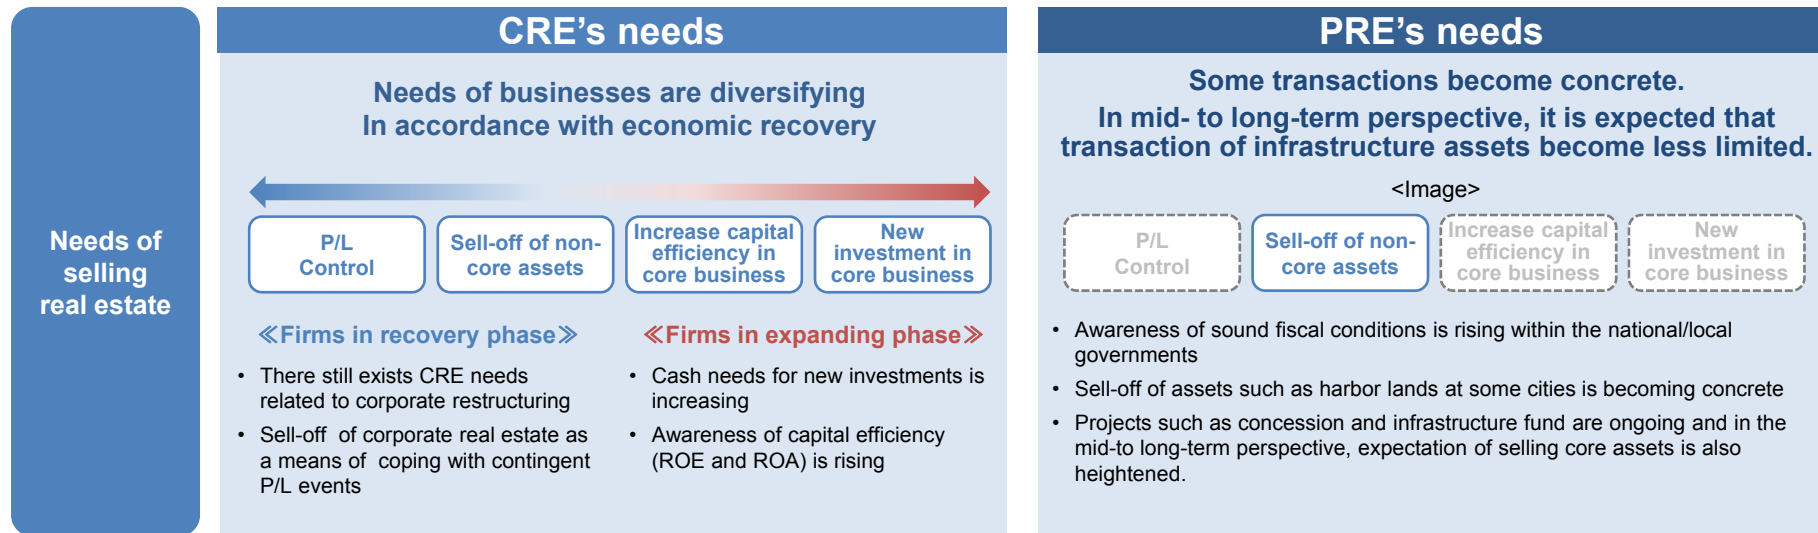 Needs of
selling
real estate
CRE's needs
Needs of businesses are diversifying
In accordance with economic recovery
P/L
Control
Sell-off of non-
core assets
Increase capital
efficiency in
core business
New
investment in
core business
≪Firms in recovery phase≫
• There still exists CRE needs
related to corporate restructuring
• Sell-off of corporate real estate as
a means of coping with contingent
P/L events
≪Firms in expanding phase≫
• Cash needs for new investments is
increasing
• Awareness of capital efficiency
(ROE and ROA) is rising
PRE's needs
Some transactions become concrete.
In mid- to long-term perspective, it is expected that
transaction of infrastructure assets become less limited.
<Image>
P/L
Control
Sell-off of non-
core assets
Increase capital
efficiency in
core business
New
investment in
core business
• Awareness of sound fiscal conditions is rising within the national/local
governments
• Sell-off of assets such as harbor lands at some cities is becoming concrete
• Projects such as concession and infrastructure fund are ongoing and in the
mid-to long-term perspective, expectation of selling core assets is also
heightened.